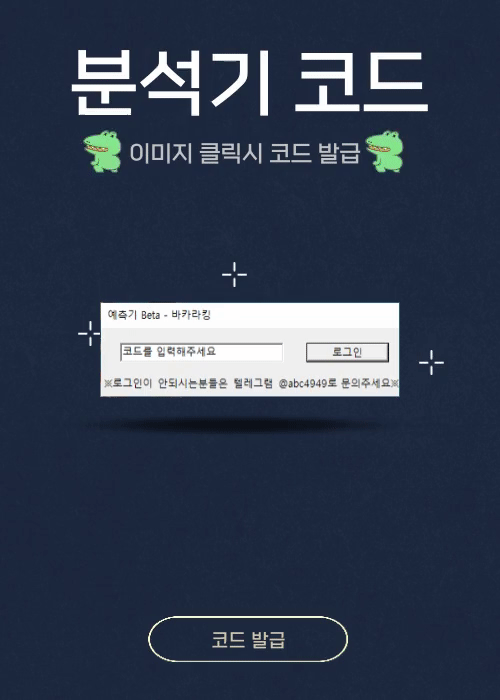 분석기 코드
이미지 클릭시 코드 발급
예측기 Beta - 바카라킹
코드를 입력해주세요
로그인
※로그인이 안되시는분들은 텔레그램 @abc4949로 문의주세요※
코드 발급